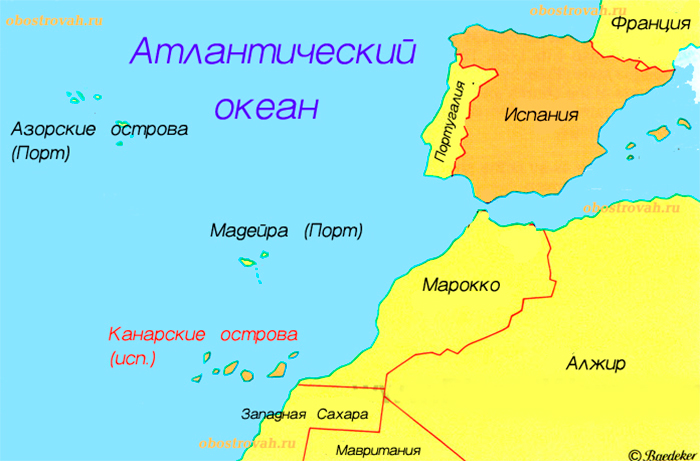 obostrovah.ru
obostrovah.ru
Франция
Атлантический
океан
Азорские острова
(Порт)
Португалия
Испания
obostrovah.ru
Мадейра (Порт)
Марокко
Канарские острова
(исп.)
Алжир
Западная Сахара
obostrovah.ru
Мавритания
© Baedeker